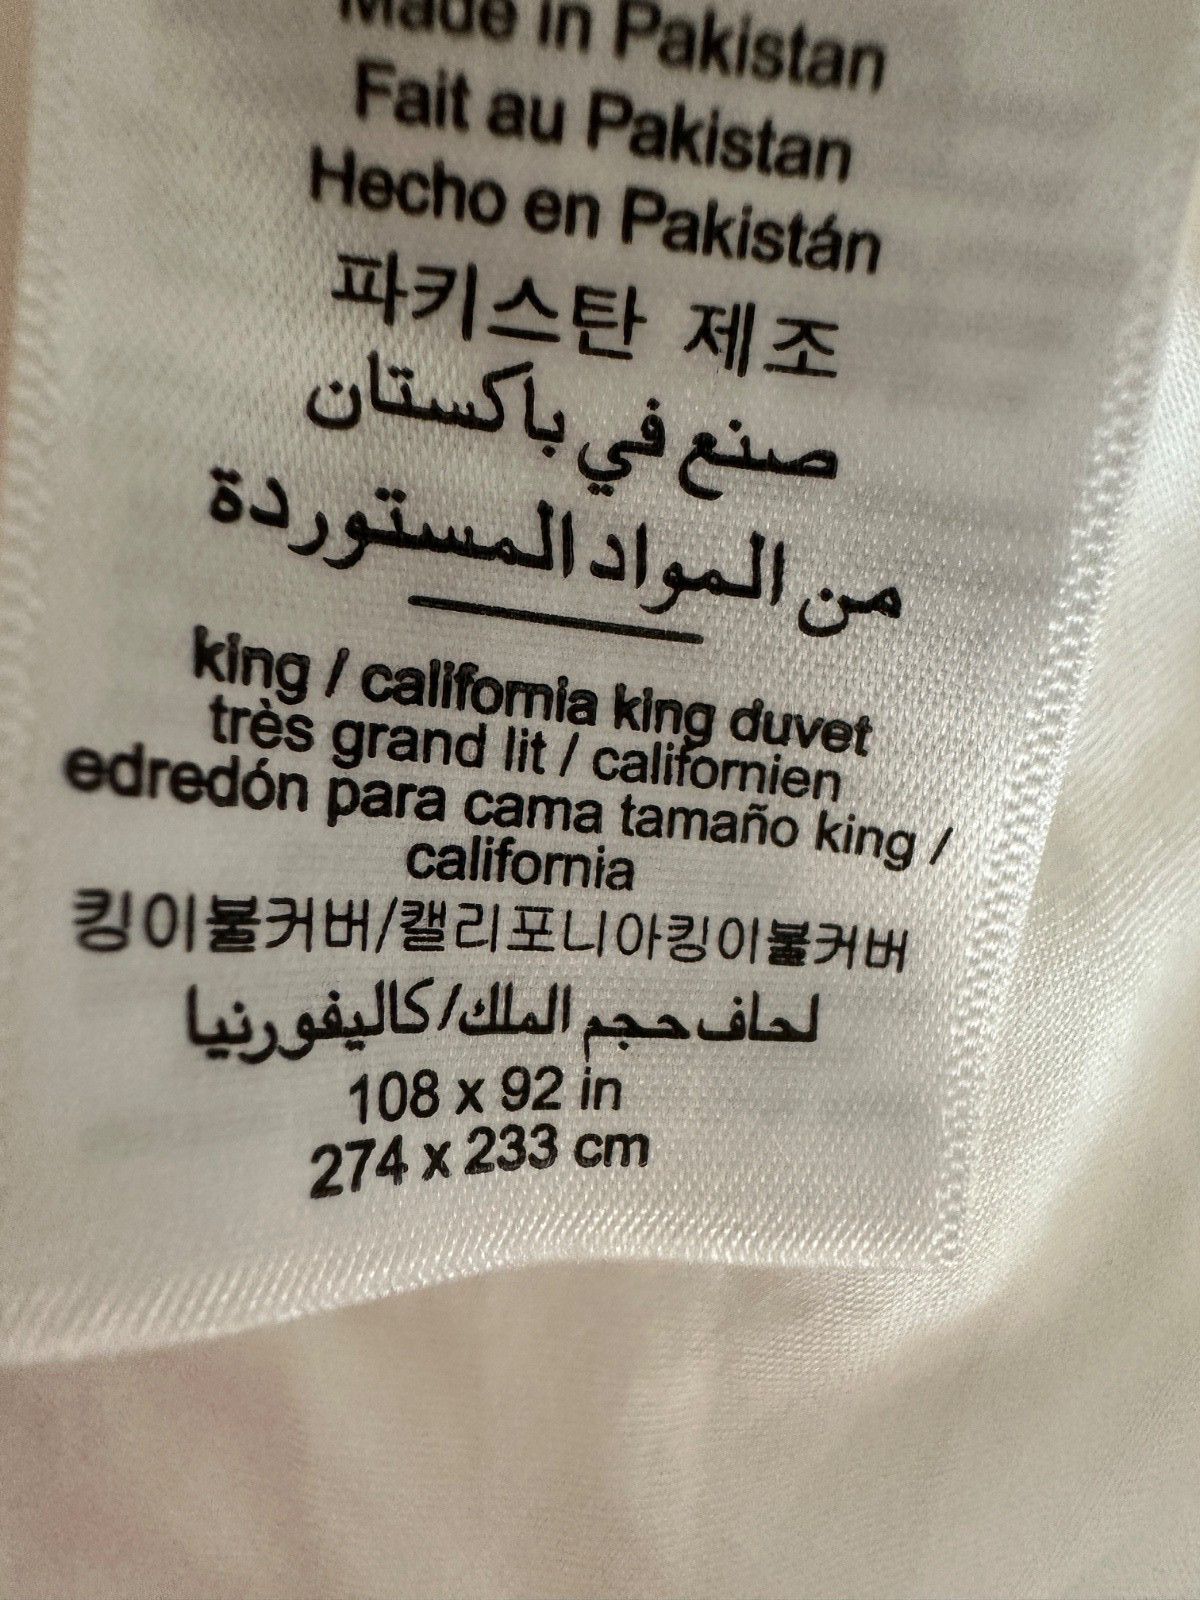 Made in Pakistan
Fait au Pakistan
Hecho en Pakistán
파키스탄 제조
صنع في باكستان
من المواد المستوردة
king / california king duvet
très grand lit / californien
edredón para cama tamaño king /
california
킹이불커버/캘리포니아킹이불커버
لحاف حجم الملك/كاليفورنيا
108 x 92 in
274 x 233 cm